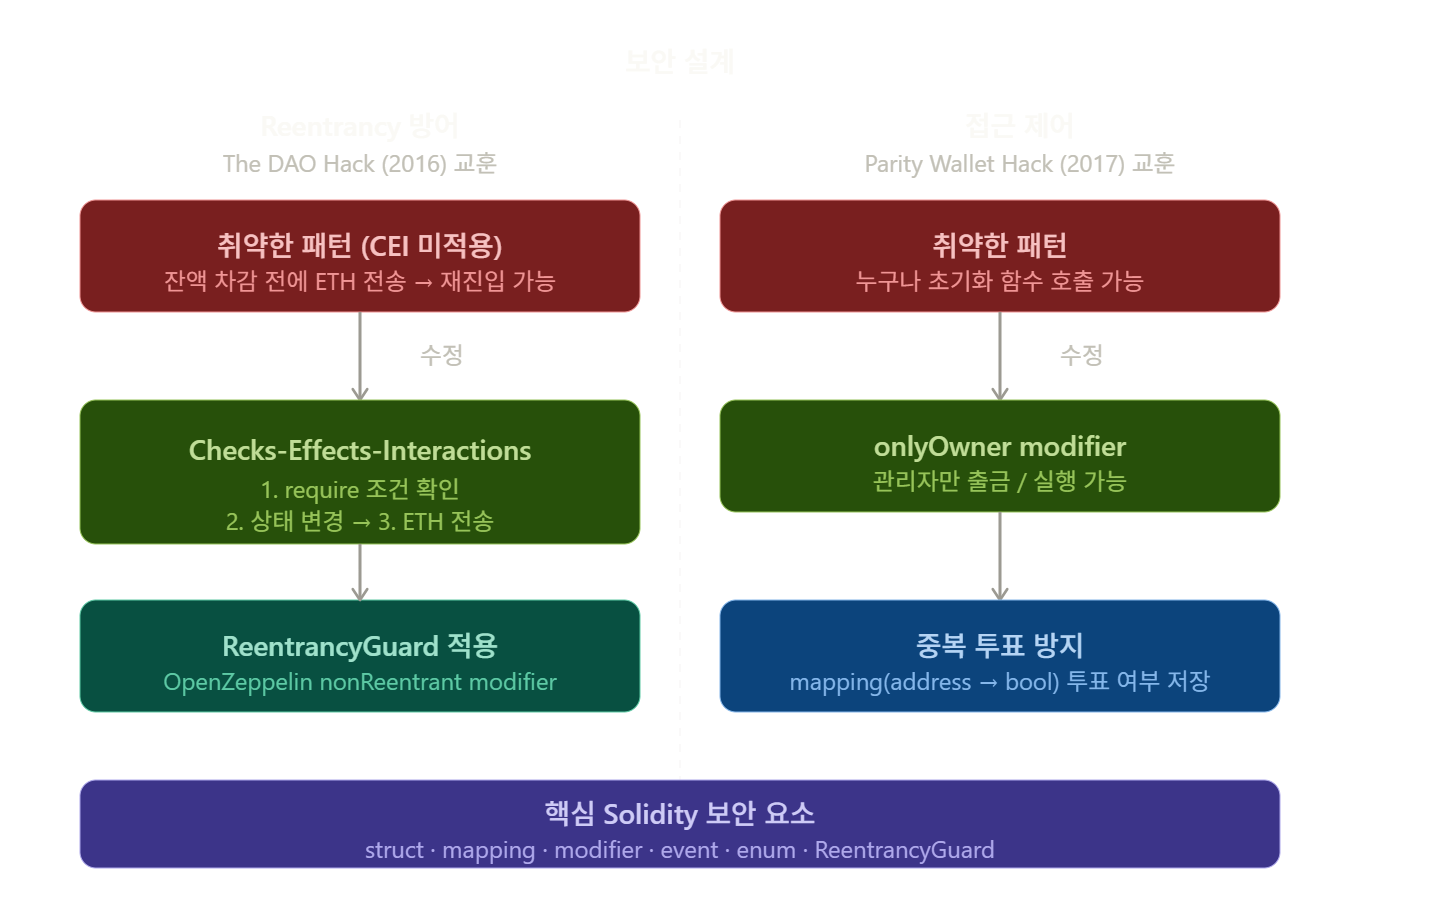 보안 설계
Reentrancy 방어
The DAO Hack (2016) 교훈
취약한 패턴 (CEI 미적용)
잔액 차감 전에 ETH 전송 → 재진입 가능
수정
Checks-Effects-Interactions
1. require 조건 확인
2. 상태 변경 → 3. ETH 전송
ReentrancyGuard 적용
OpenZeppelin nonReentrant modifier
접근 제어
Parity Wallet Hack (2017) 교훈
취약한 패턴
누구나 초기화 함수 호출 가능
수정
onlyOwner modifier
관리자만 출금 / 실행 가능
중복 투표 방지
mapping(address → bool) 투표 여부 저장
핵심 Solidity 보안 요소
struct · mapping · modifier · event · enum · ReentrancyGuard